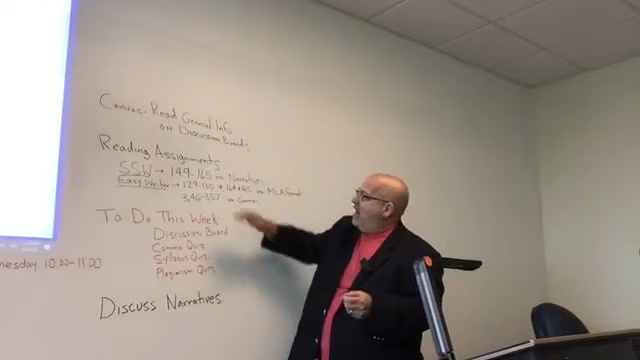 Canvas: Read General Info
on Discussion Boards
Reading Assignments
SSW → 149-165 on Narratives
Easy Writer → 129-130 + 164-165 on MLA Format
346-357 on Commas
To Do This Week
Discussion Board
Comma Quiz
Syllabus Quiz
Plagiarism Quiz
Discuss Narratives
nesday 10:00-11:00